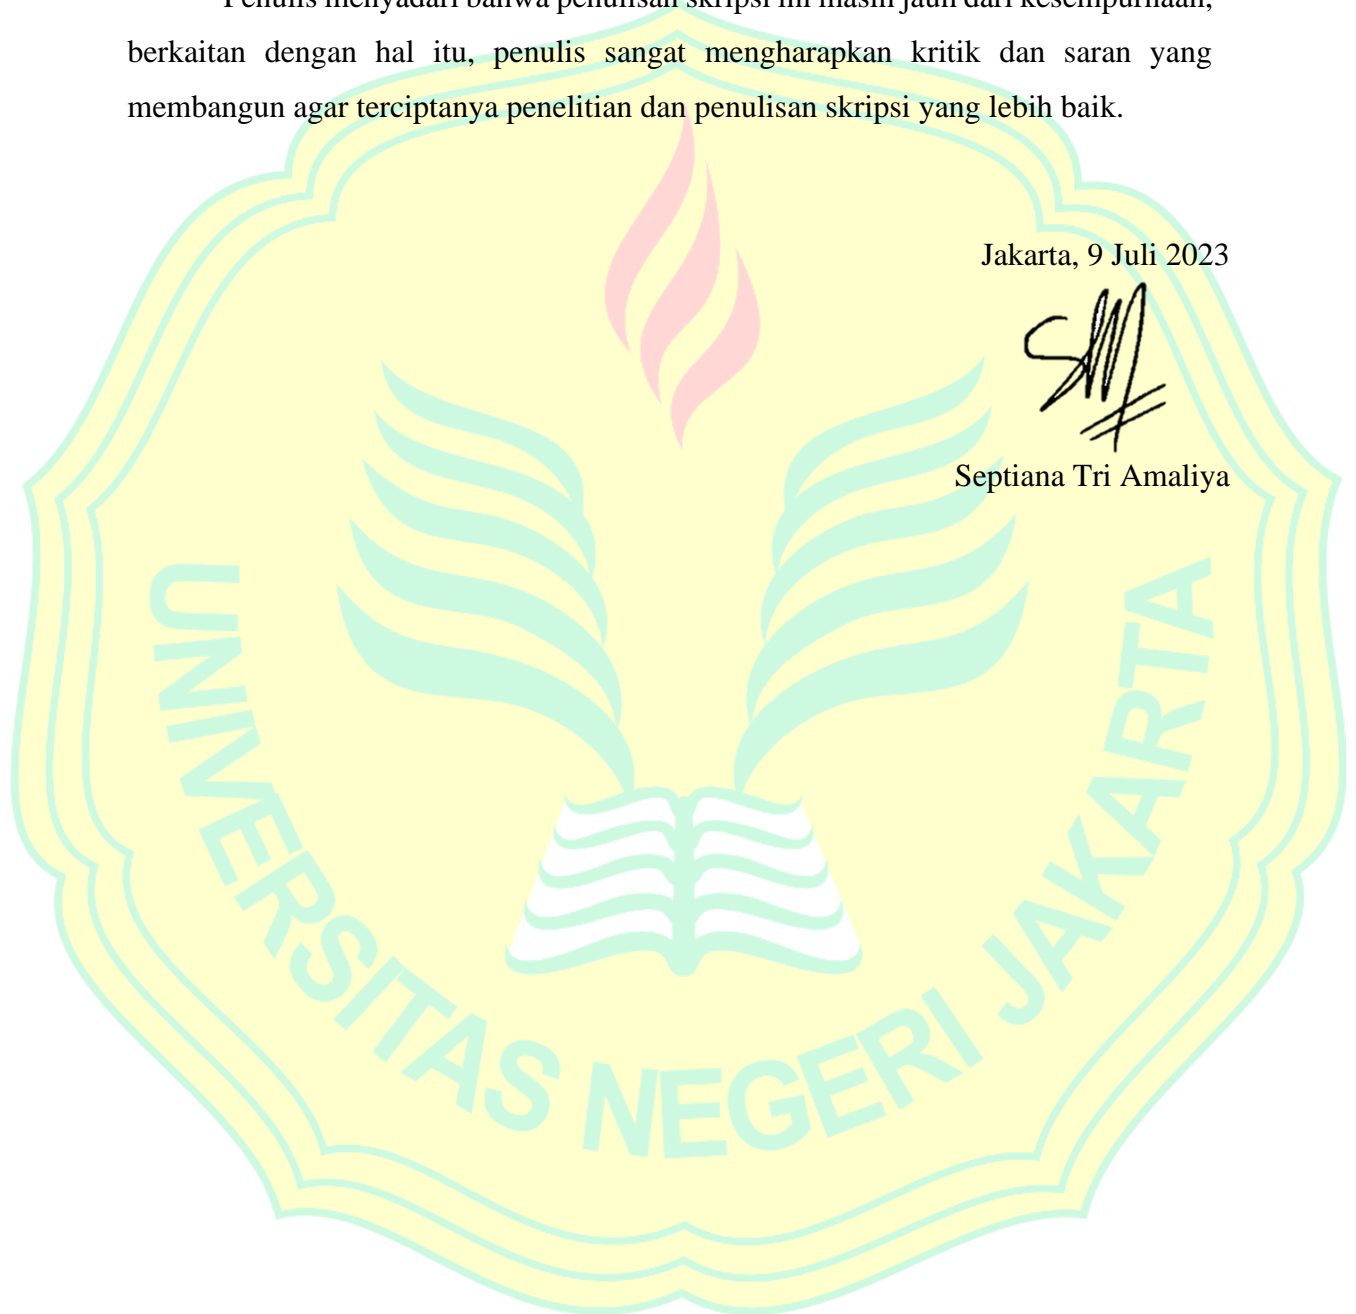 Penulis menyadari bahwa penulisan skripsi ini masih jauh dari kesempurnaan,
berkaitan dengan hal itu, penulis sangat mengharapkan kritik dan saran yang
membangun agar terciptanya penelitian dan penulisan skripsi yang lebih baik.
Jakarta, 9 Juli 2023
Septiana Tri Amaliya
UNIVERSITAS NEGERI JAKARTA